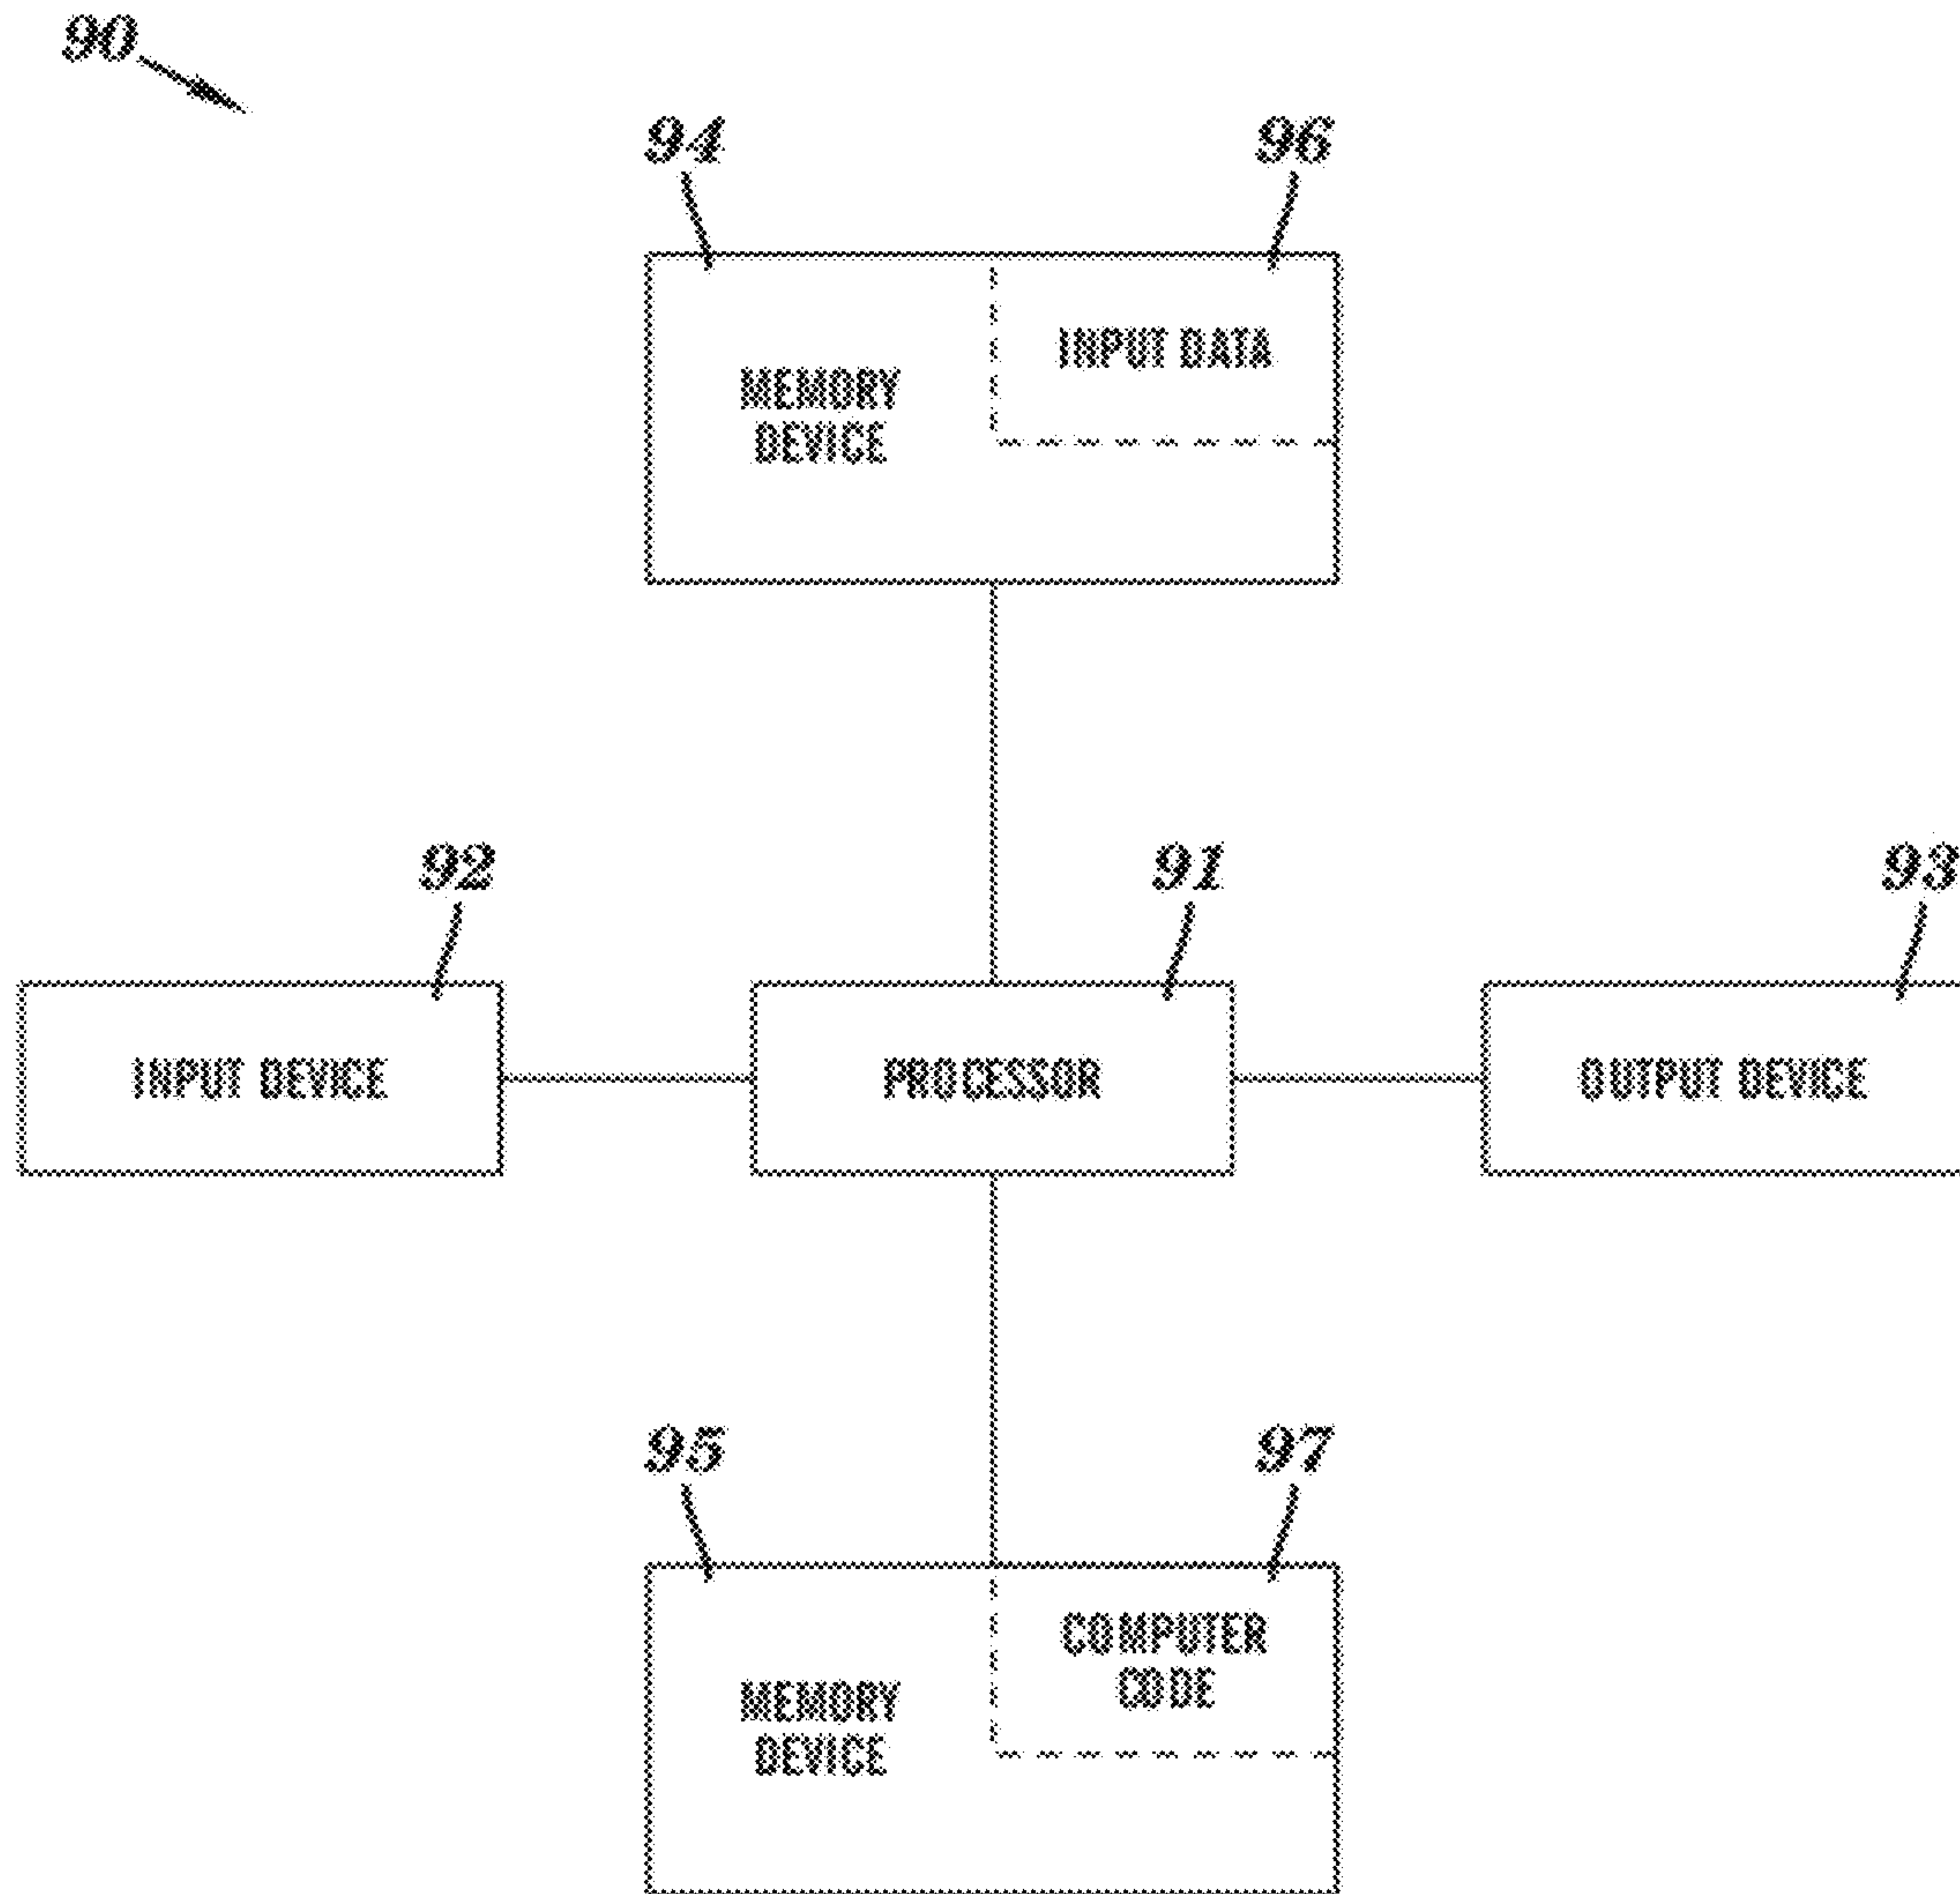 90
94
96
INPUT DATA
MEMORY
DEVICE
92
91
93
INPUT DEVICE
PROCESSOR
OUTPUT DEVICE
95
97
COMPUTER
CODE
MEMORY
DEVICE